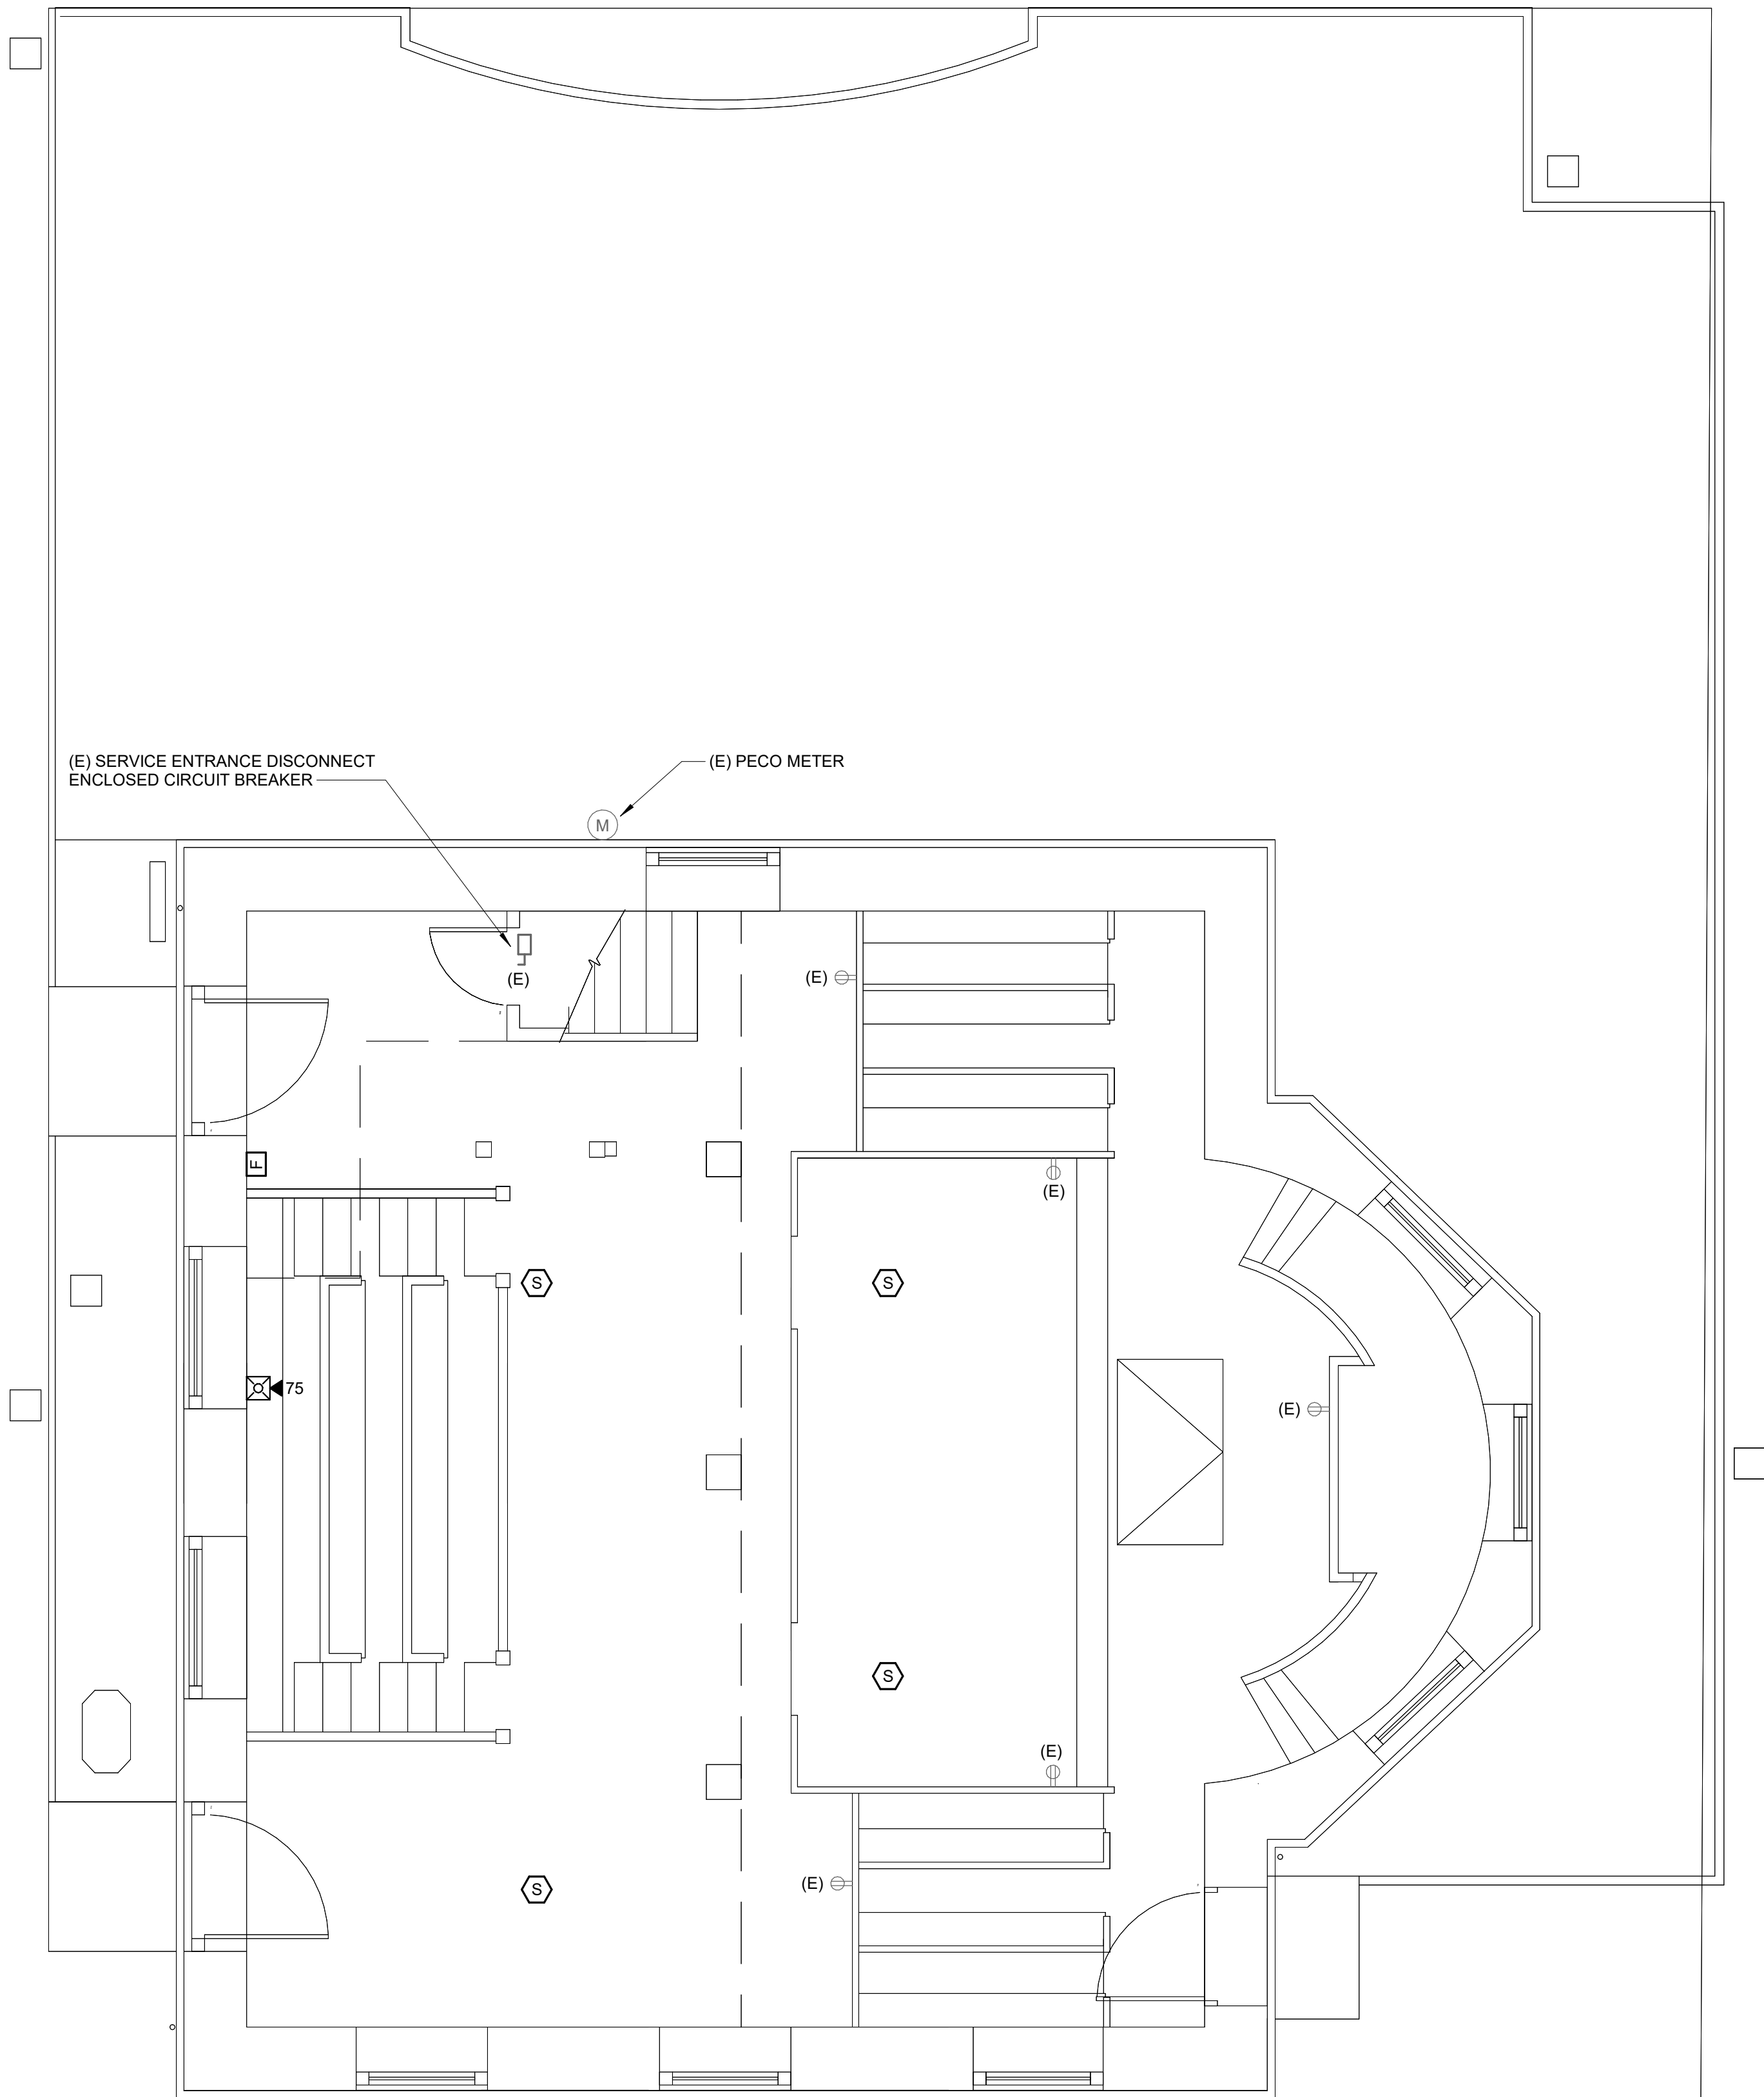 (E) SERVICE ENTRANCE DISCONNECT
ENCLOSED CIRCUIT BREAKER
(E) PECO METER
M
(E)
(E)
F
(E)
S
S
75
(E)
S
(E)
(E)
S